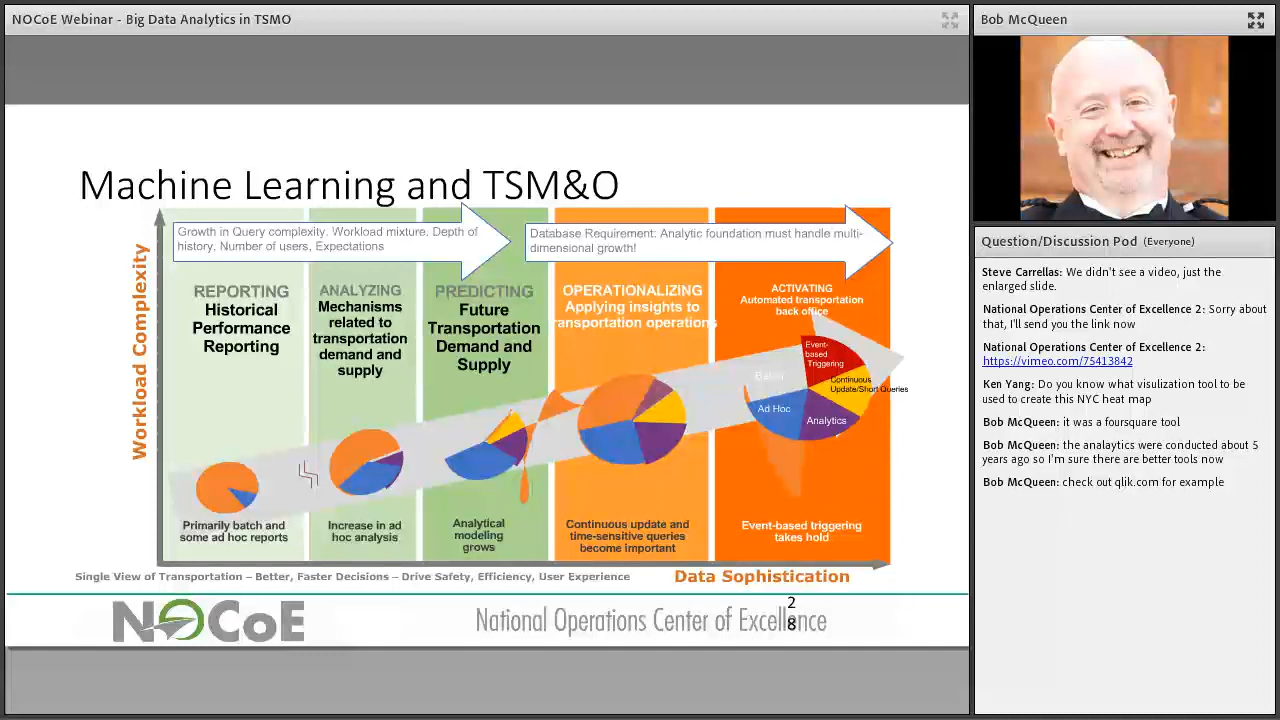 NOCoE Webinar - Big Data Analytics in TSMO
Machine Learning and TSM&O
Growth in Query complexity. Workload mixture. Depth of
history. Number of users, Expectations
Database Requirement: Analytic foundation must handle multi-
dimensional growth!
Workload Complexity
REPORTING
Historical
Performance
Reporting
ANALYZING
Mechanisms
related to
transportation
demand and
supply
PREDICTING
Future
Transportation
Demand and
Supply
OPERATIONALIZING
Applying insights to
transportation operations
ACTIVATING
Automated transportation
back office
Event-
based
Triggering
Batch
Continuous
Update/Short Queries
Ad Hoc
Analytics
Primarily batch and
some ad hoc reports
Increase in ad
hoc analysis
Analytical
modeling
grows
Continuous update and
time-sensitive queries
become important
Event-based triggering
takes hold
Single View of Transportation – Better, Faster Decisions – Drive Safety, Efficiency, User Experience
Data Sophistication
NOCoE
National Operations Center of Excellence
2
8
Bob McQueen
Question/Discussion Pod (Everyone)
Steve Carrellas: We didn't see a video, just the
enlarged slide.
National Operations Center of Excellence 2: Sorry about
that, I'll send you the link now
National Operations Center of Excellence 2:
https://vimeo.com/75413842
Ken Yang: Do you know what visulization tool to be
used to create this NYC heat map
Bob McQueen: it was a foursquare tool
Bob McQueen: the analaytics were conducted about 5
years ago so I'm sure there are better tools now
Bob McQueen: check out qlik.com for example